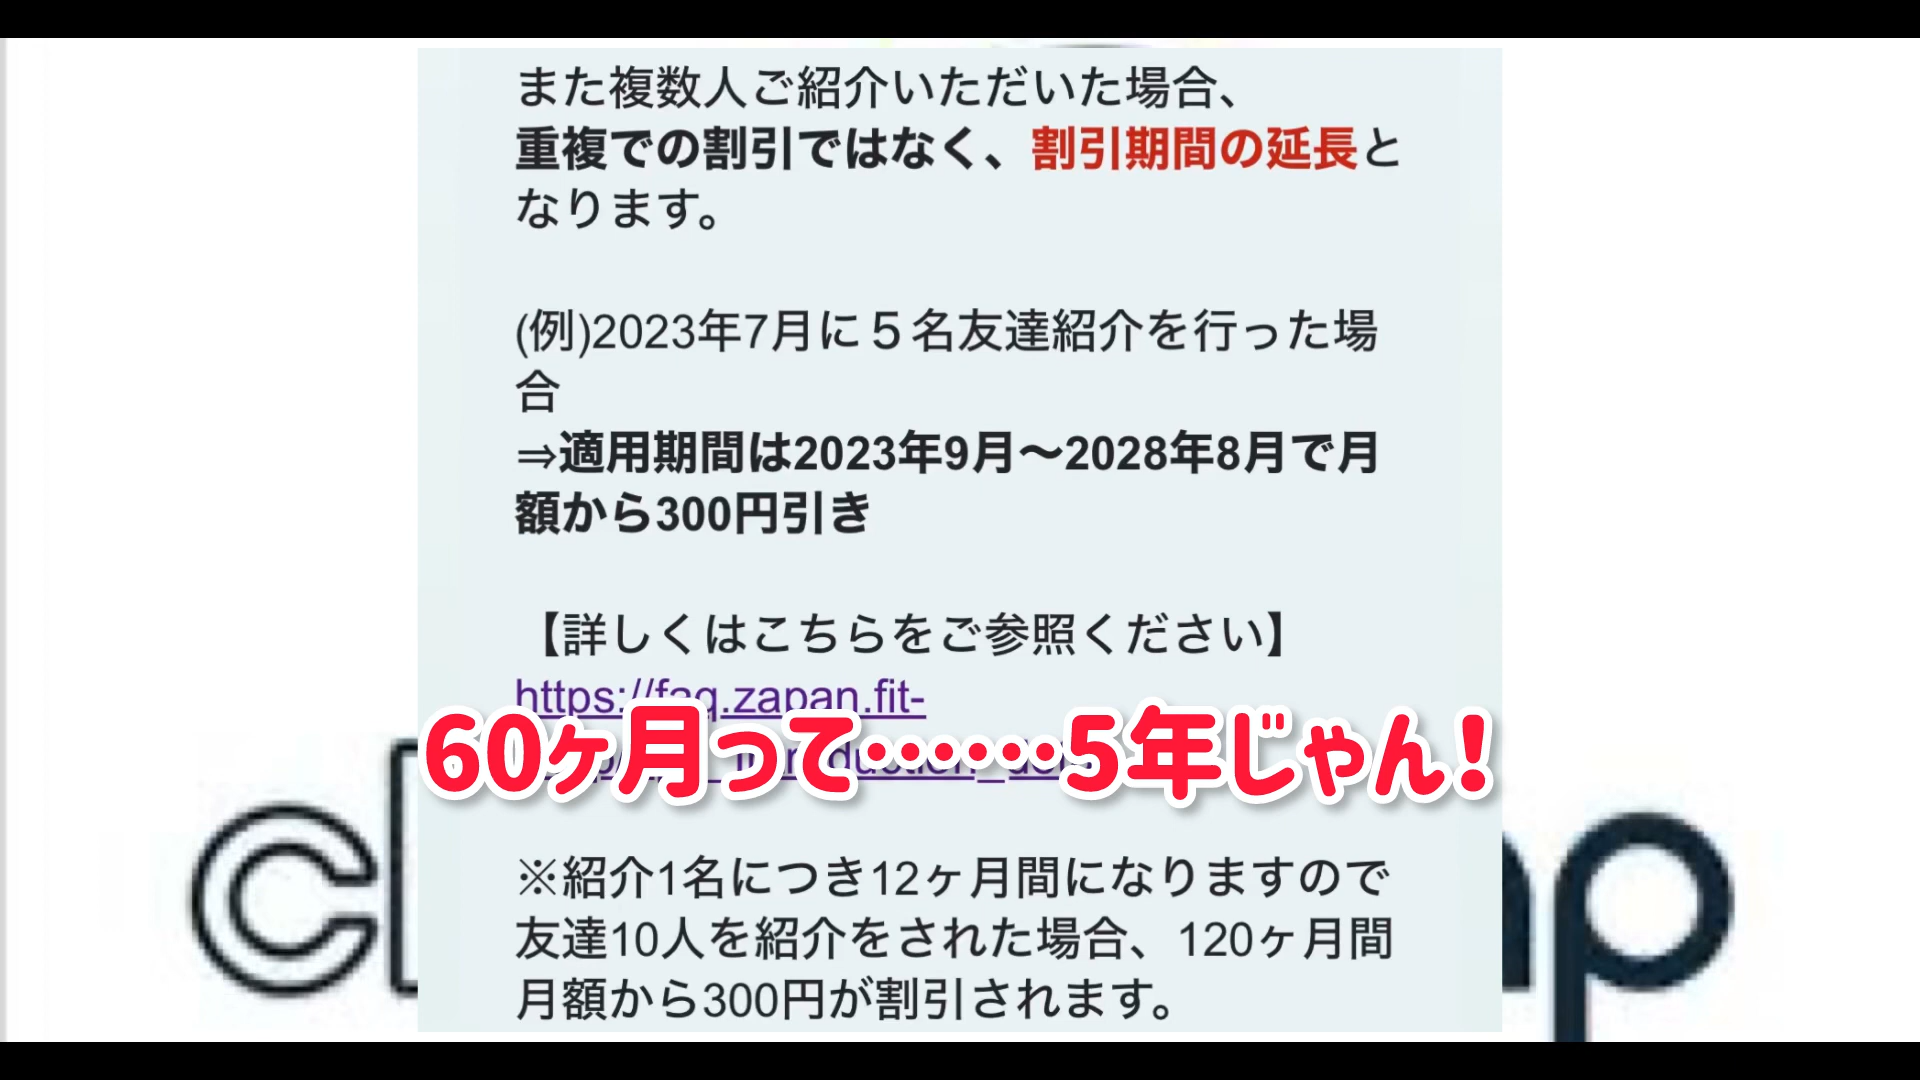 また複数人ご紹介いただいた場合、
重複での割引ではなく、割引期間の延長と
なります。
(例)2023年7月に５名友達紹介を行った場
合
⇒適用期間は2023年9月〜2028年8月で月
額から300円引き
【詳しくはこちらをご参照ください】
https://faq.zapan.fit-
60ヶ月って……5年じゃん!
※紹介1名につき12ヶ月間になりますので
友達10人を紹介をされた場合、120ヶ月間
月額から300円が割引されます。